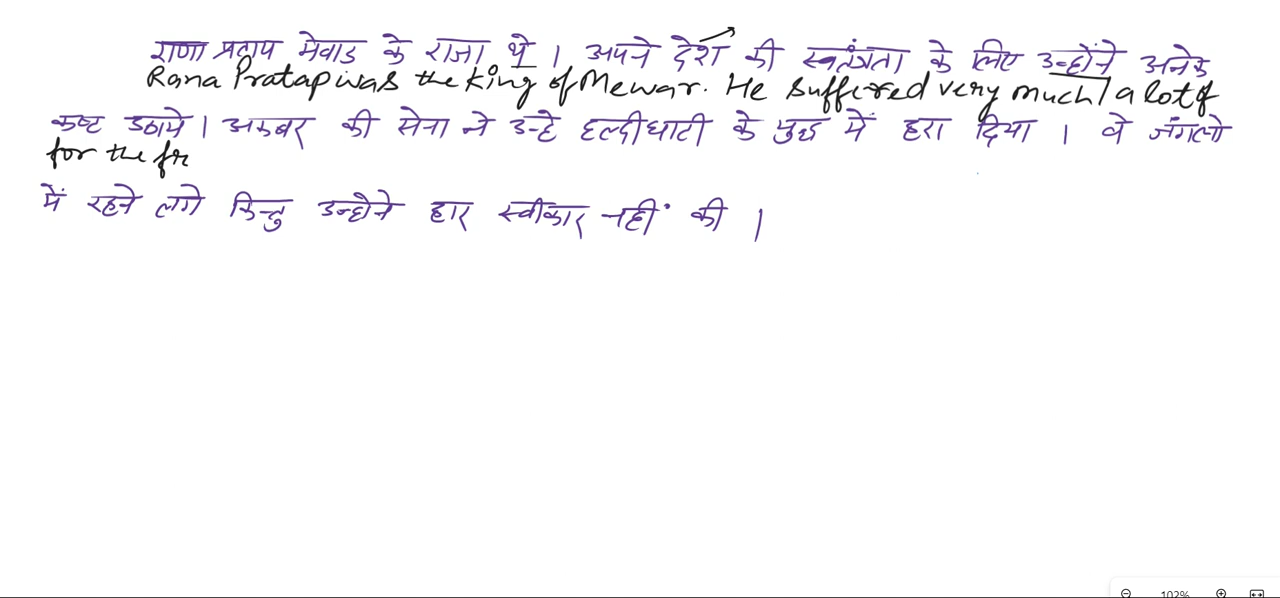 राणा प्रताप मेवाड के राजा थे । अपने देश की स्वतंत्रता के लिए उन्होंने अनेक
Rana Pratap was the king of Mewar. He suffered very much / a lot of
कष्ट उठाये । अकबर की सेना ने उन्हे हल्दीघाटी के युद्ध में हरा दिया । वे जंगलो
for the fr
में रहने लगे किन्तु उन्होने हार स्वीकार नहीं की ।
102%